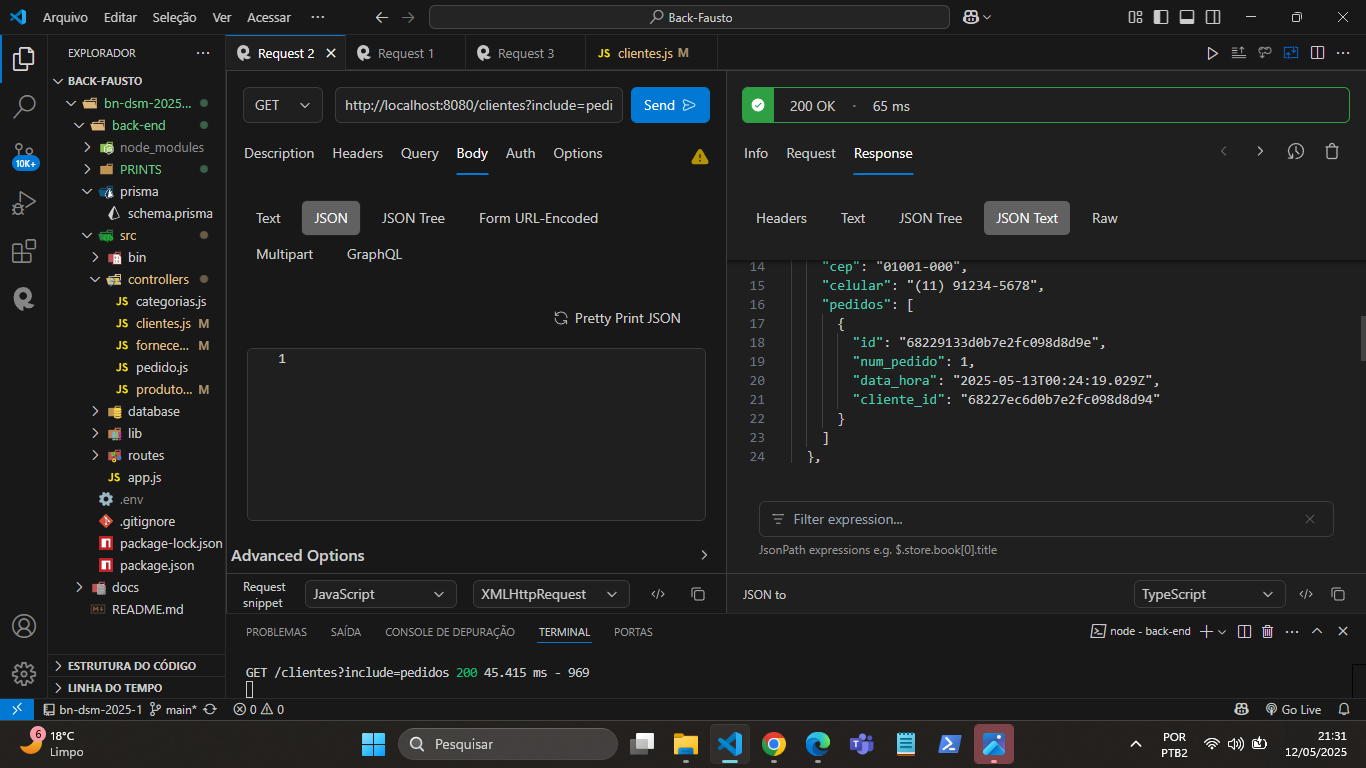 Arquivo Editar Seleção Ver Acessar ··· Back-Fausto
EXPLORADOR ···
BACK-FAUSTO
bn-dsm-2025...
back-end
node_modules
PRINTS
prisma
schema.prisma
src
bin
controllers
categorias.js
clientes.js M
fornece... M
pedido.js
produto... M
database
lib
routes
app.js
.env
.gitignore
package-lock.json
package.json
docs
README.md
ESTRUTURA DO CÓDIGO
LINHA DO TEMPO
10K+
Request 2 Request 1 Request 3 JS clientes.js M
GET http://localhost:8080/clientes?include=pedi Send
Description Headers Query Body Auth Options
Text JSON JSON Tree Form URL-Encoded
Multipart GraphQL
Pretty Print JSON
1
Advanced Options
Request snippet JavaScript XMLHttpRequest
200 OK · 65 ms
Info Request Response
Headers Text JSON Tree JSON Text Raw
14 "cep": "01001-000",
15 "celular": "(11) 91234-5678",
16 "pedidos": [
17 {
18 "id": "68229133d0b7e2fc098d8d9e",
19 "num_pedido": 1,
20 "data_hora": "2025-05-13T00:24:19.029Z",
21 "cliente_id": "68227ec6d0b7e2fc098d8d94"
22 }
23 ]
24 },
Filter expression...
JsonPath expressions e.g. $.store.book[0].title
JSON to TypeScript
PROBLEMAS SAÍDA CONSOLE DE DEPURAÇÃO TERMINAL PORTAS node - back-end
GET /clientes?include=pedidos 200 45.415 ms - 969
bn-dsm-2025-1 main* 0 0 Go Live
6 18°C
Limpo
Pesquisar
POR
PTB2
21:31
12/05/2025